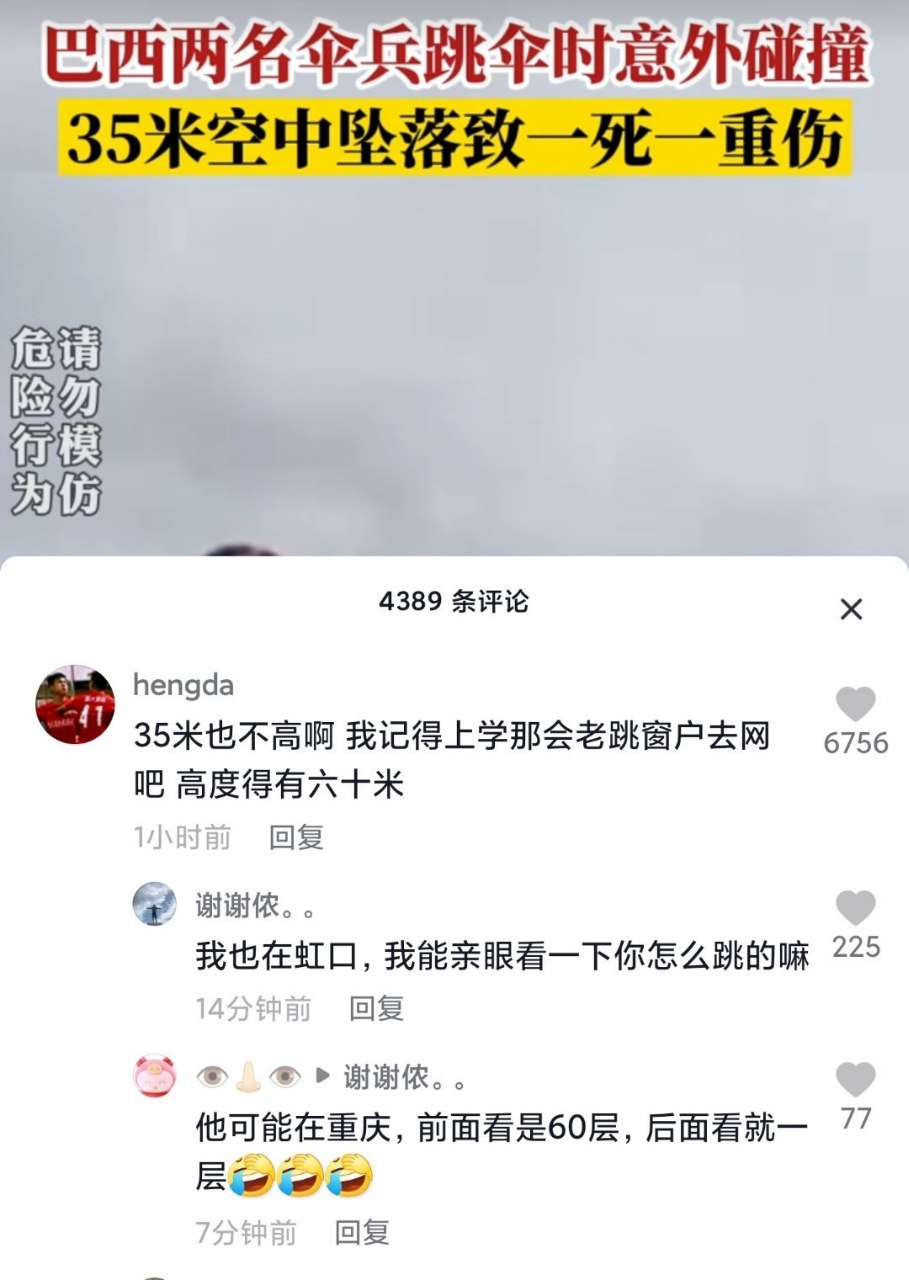 巴西两名伞兵跳伞时意外碰撞
35米空中坠落致一死一重伤
请勿模仿
危险行为
4389 条评论
hengda
35米也不高啊 我记得上学那会老跳窗户去网
吧 高度得有六十米
6756
1小时前 回复
谢谢侬。。
我也在虹口，我能亲眼看一下你怎么跳的嘛
225
14分钟前 回复
👁👃🏻👁 ▶ 谢谢侬。。
他可能在重庆，前面看是60层，后面看就一
层🤣🤣🤣
77
7分钟前 回复